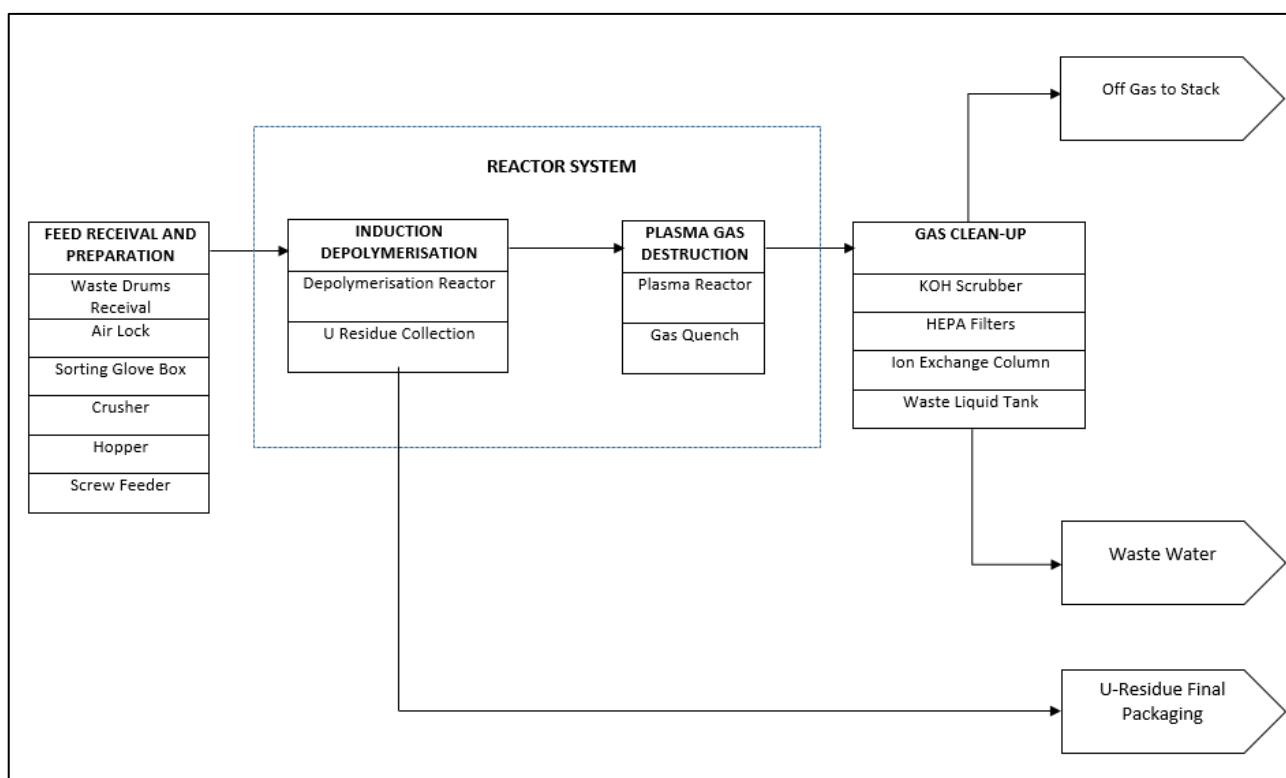 Off Gas to Stack
REACTOR SYSTEM
FEED RECEIVAL AND
PREPARATION
Waste Drums
Receival
Air Lock
Sorting Glove Box
Crusher
Hopper
Screw Feeder
INDUCTION
DEPOLYMERISATION
Depolymerisation Reactor
U Residue Collection
PLASMA GAS
DESTRUCTION
Plasma Reactor
Gas Quench
GAS CLEAN-UP
KOH Scrubber
HEPA Filters
Ion Exchange Column
Waste Liquid Tank
Waste Water
U-Residue Final
Packaging